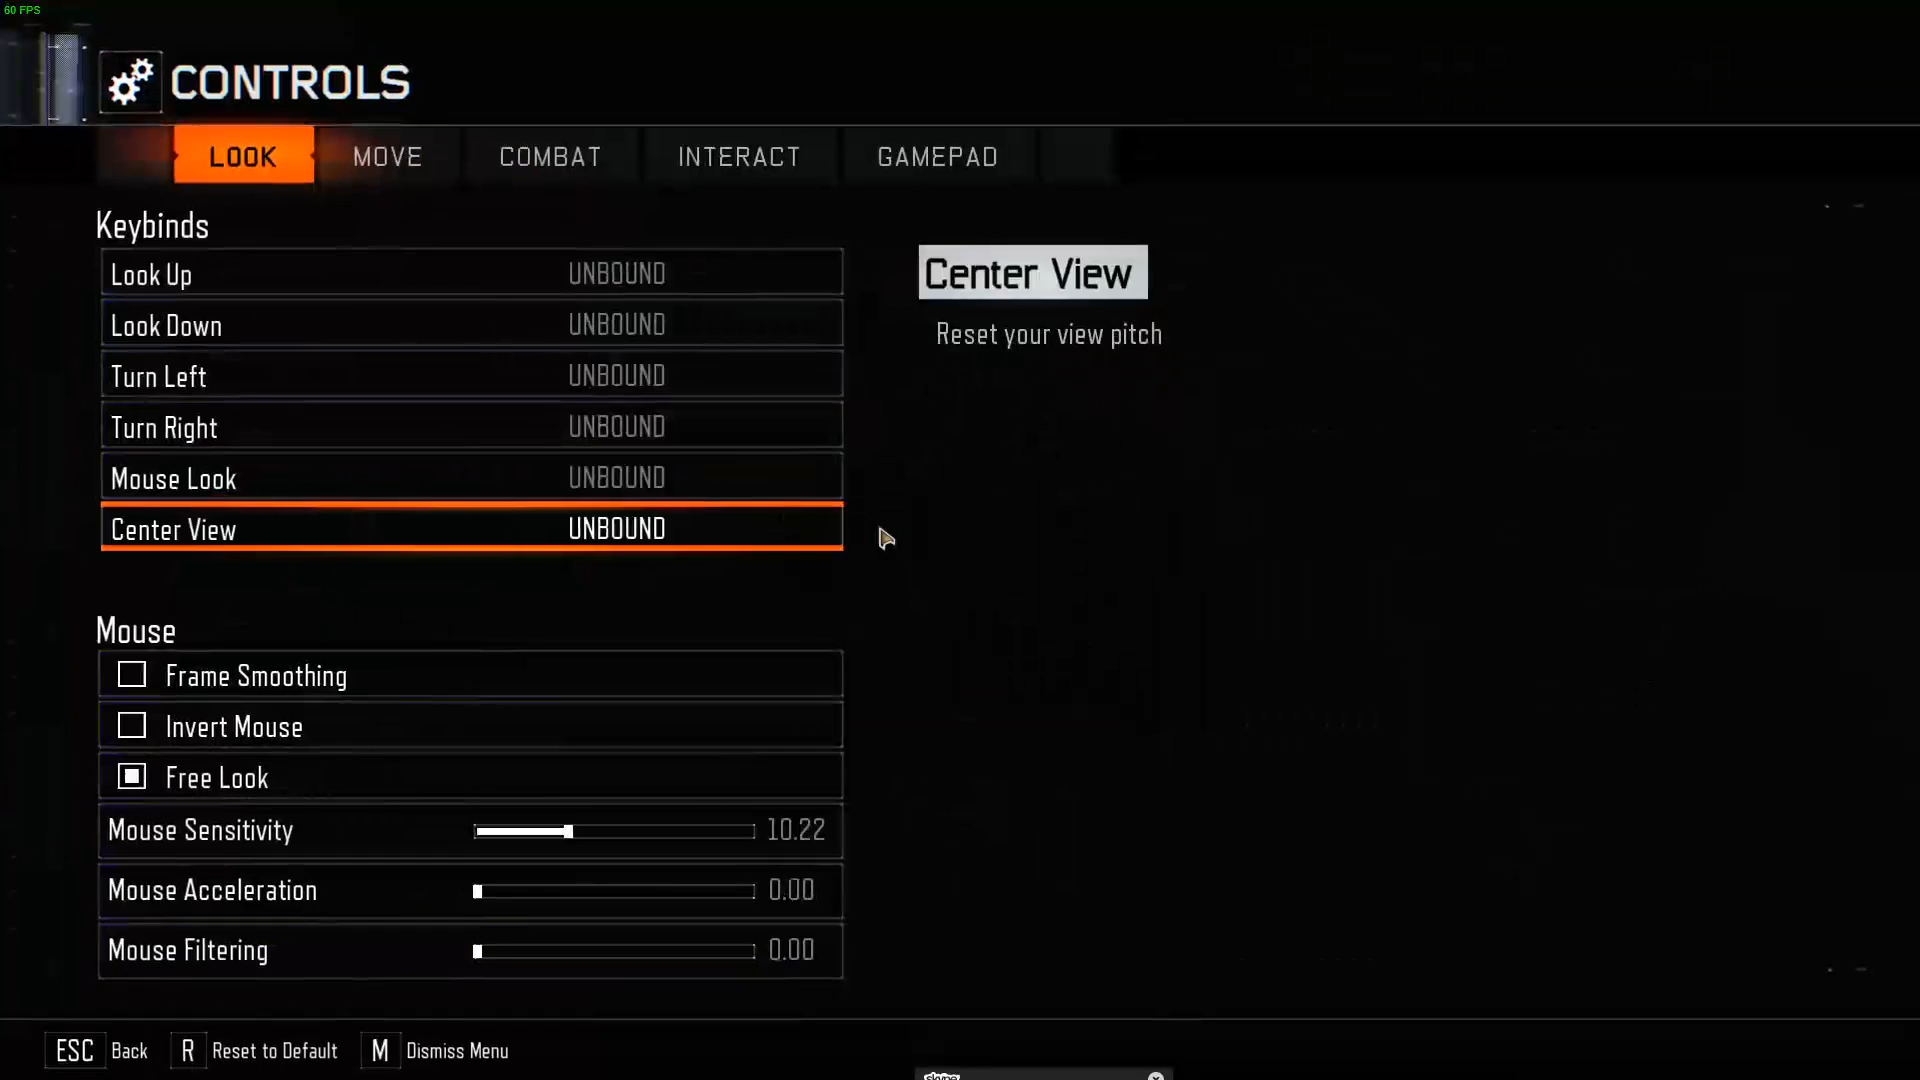 60 FPS
CONTROLS
LOOK MOVE COMBAT INTERACT GAMEPAD
Keybinds
Look Up UNBOUND
Look Down UNBOUND
Turn Left UNBOUND
Turn Right UNBOUND
Mouse Look UNBOUND
Center View UNBOUND
Center View
Reset your view pitch
Mouse
Frame Smoothing
Invert Mouse
Free Look
Mouse Sensitivity 10.22
Mouse Acceleration 0.00
Mouse Filtering 0.00
ESC Back R Reset to Default M Dismiss Menu
skype